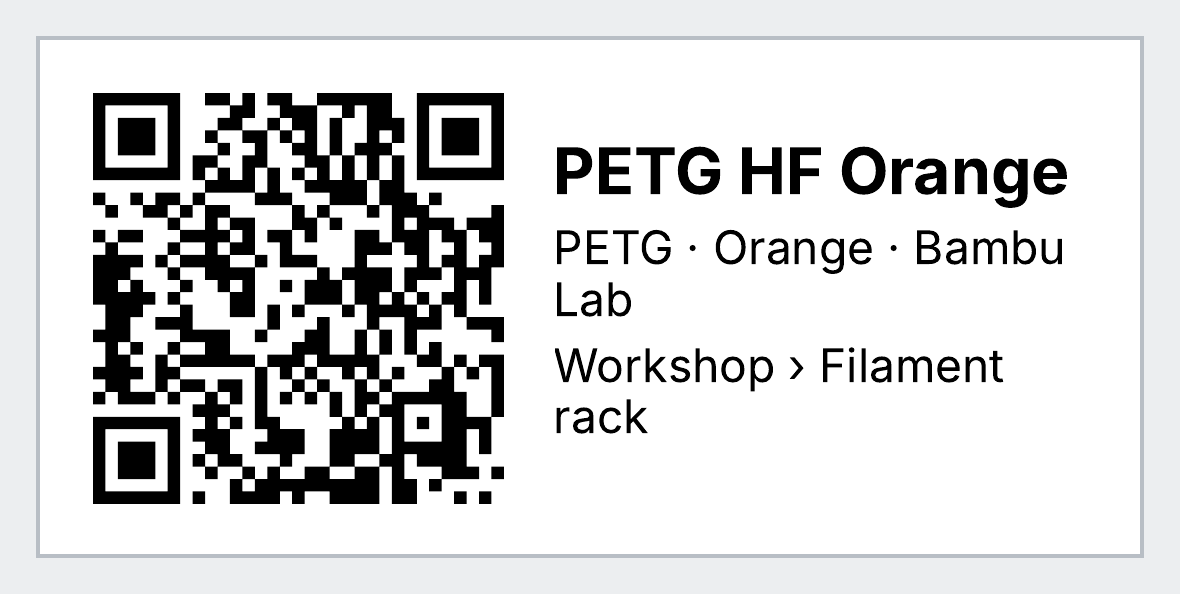 PETG HF Orange
PETG · Orange · Bambu
Lab
Workshop › Filament
rack